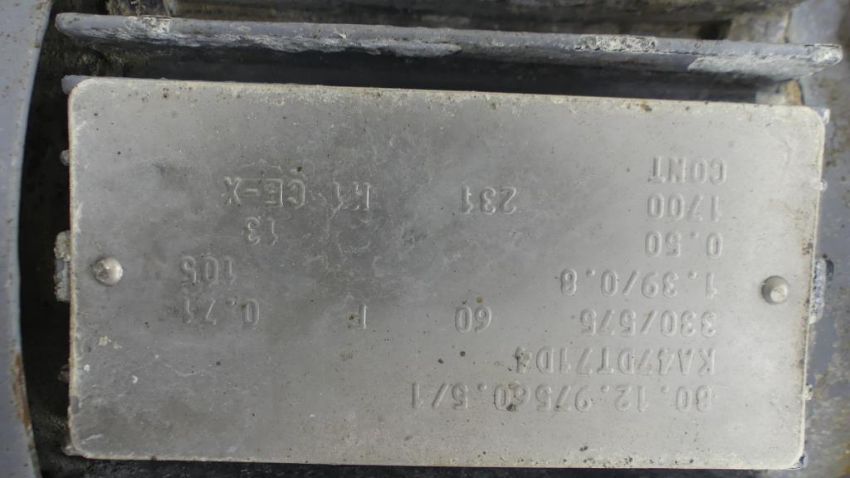 80.12.97560.5/1
KA37DT71D4
330/575 60 F 0.71
1.39/0.8 105
0.50 13
1700 231
CONT